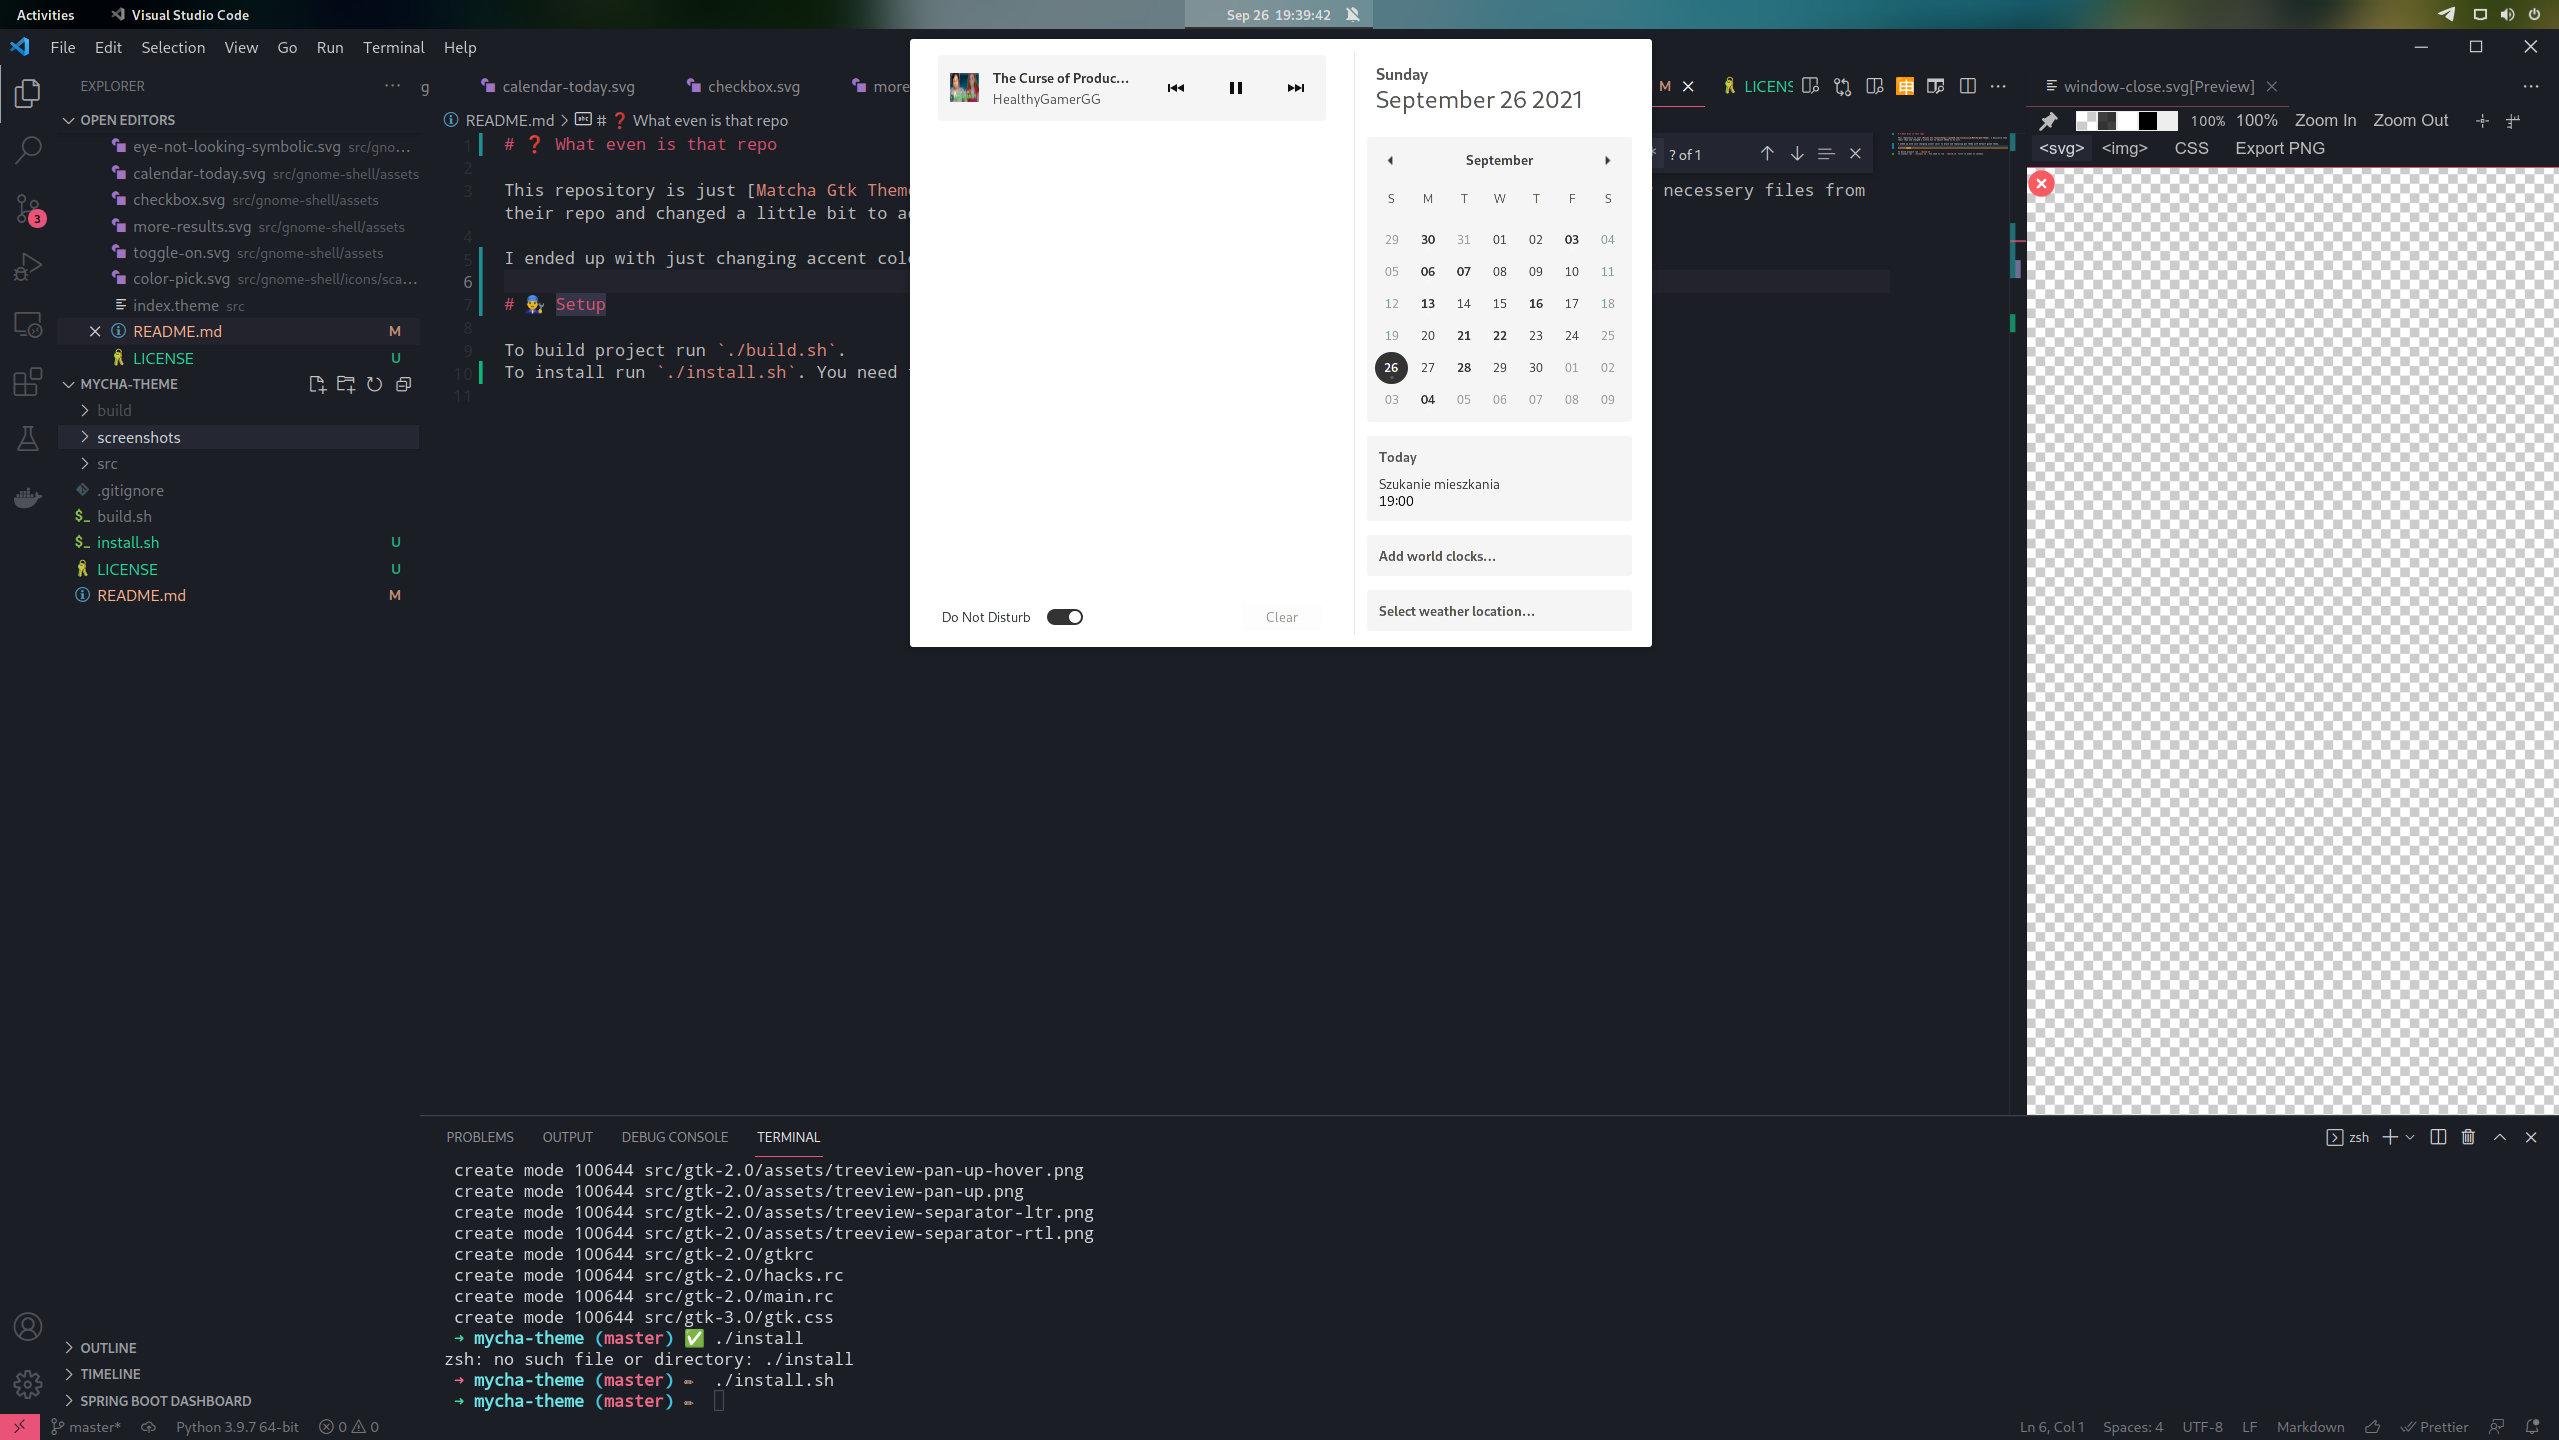 Activities
Visual Studio Code
Sep 26 19:39:42
File Edit Selection View Go Run Terminal Help
EXPLORER
OPEN EDITORS
eye-not-looking-symbolic.svg src/gno...
calendar-today.svg src/gnome-shell/assets
checkbox.svg src/gnome-shell/assets
more-results.svg src/gnome-shell/assets
toggle-on.svg src/gnome-shell/assets
color-pick.svg src/gnome-shell/icons/sca...
index.theme src
README.md M
LICENSE U
MYCHA-THEME
build
screenshots
src
.gitignore
build.sh
install.sh U
LICENSE U
README.md M
OUTLINE
TIMELINE
SPRING BOOT DASHBOARD
g
calendar-today.svg
checkbox.svg
more
M
LICENS
README.md > # ❓ What even is that repo
? of 1
1 # ❓ What even is that repo
2
3 This repository is just [Matcha Gtk Them
necessery files from
their repo and changed a little bit to a
4
5 I ended up with just changing accent col
6
7 # 👨‍🔧 Setup
8
9 To build project run `./build.sh`.
10 To install run `./install.sh`. You need
11
The Curse of Produc...
HealthyGamerGG
Do Not Disturb
Clear
Sunday
September 26 2021
September
S M T W T F S
29 30 31 01 02 03 04
05 06 07 08 09 10 11
12 13 14 15 16 17 18
19 20 21 22 23 24 25
26 27 28 29 30 01 02
03 04 05 06 07 08 09
Today
Szukanie mieszkania
19:00
Add world clocks...
Select weather location...
window-close.svg[Preview]
100% 100% Zoom In Zoom Out
<svg> <img> CSS Export PNG
PROBLEMS OUTPUT DEBUG CONSOLE TERMINAL
zsh
create mode 100644 src/gtk-2.0/assets/treeview-pan-up-hover.png
create mode 100644 src/gtk-2.0/assets/treeview-pan-up.png
create mode 100644 src/gtk-2.0/assets/treeview-separator-ltr.png
create mode 100644 src/gtk-2.0/assets/treeview-separator-rtl.png
create mode 100644 src/gtk-2.0/gtkrc
create mode 100644 src/gtk-2.0/hacks.rc
create mode 100644 src/gtk-2.0/main.rc
create mode 100644 src/gtk-3.0/gtk.css
➜ mycha-theme (master) ✅ ./install
zsh: no such file or directory: ./install
➜ mycha-theme (master) ✏ ./install.sh
➜ mycha-theme (master) ✏
3
master*
Python 3.9.7 64-bit
0 0
Ln 6, Col 1
Spaces: 4
UTF-8
LF
Markdown
Prettier